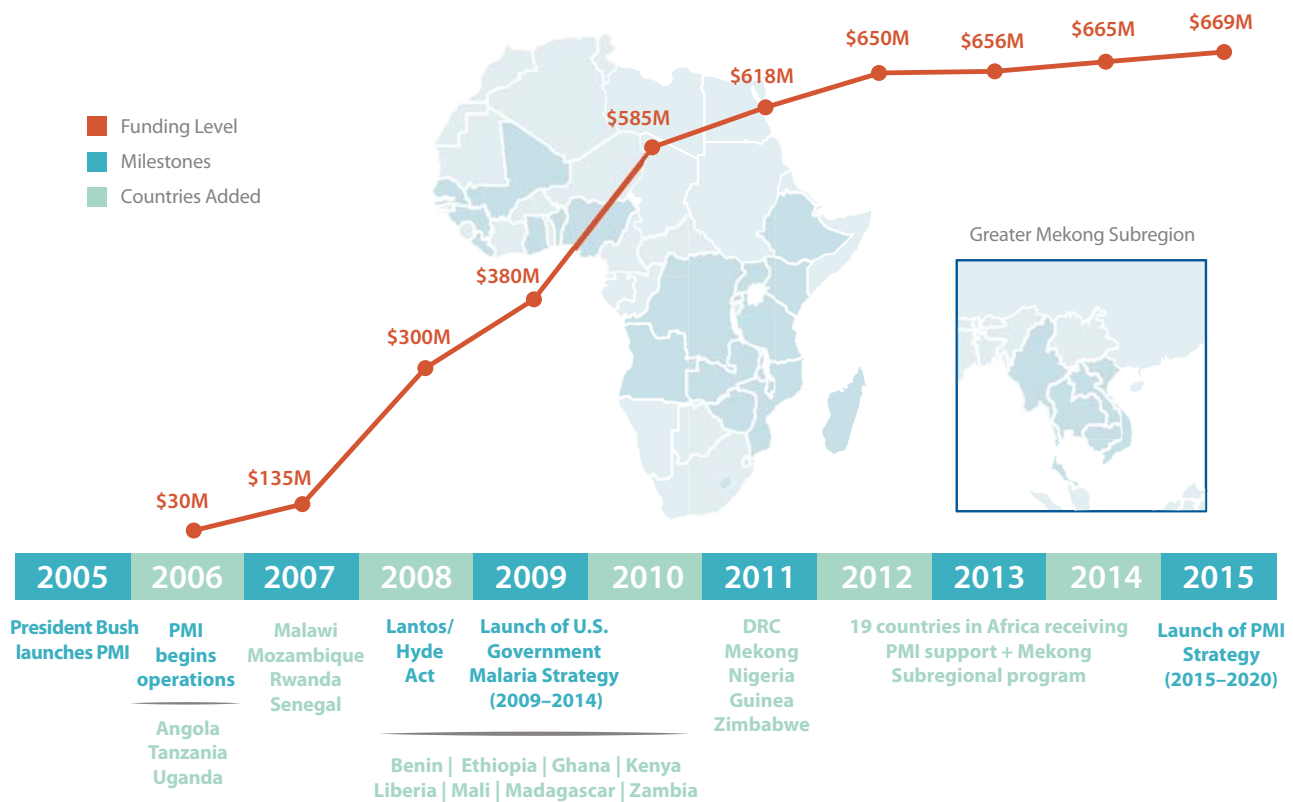 Funding Level
Milestones
Countries Added
$30M
$135M
$300M
$380M
$585M
$618M
$650M
$656M
$665M
$669M
Greater Mekong Subregion
2005 2006 2007 2008 2009 2010 2011 2012 2013 2014 2015
President Bush
launches PMI
PMI
begins
operations
Angola
Tanzania
Uganda
Malawi
Mozambique
Rwanda
Senegal
Lantos/
Hyde
Act
Launch of U.S.
Government
Malaria Strategy
(2009–2014)
Benin | Ethiopia | Ghana | Kenya
Liberia | Mali | Madagascar | Zambia
DRC
Mekong
Nigeria
Guinea
Zimbabwe
19 countries in Africa receiving
PMI support + Mekong
Subregional program
Launch of PMI
Strategy
(2015–2020)